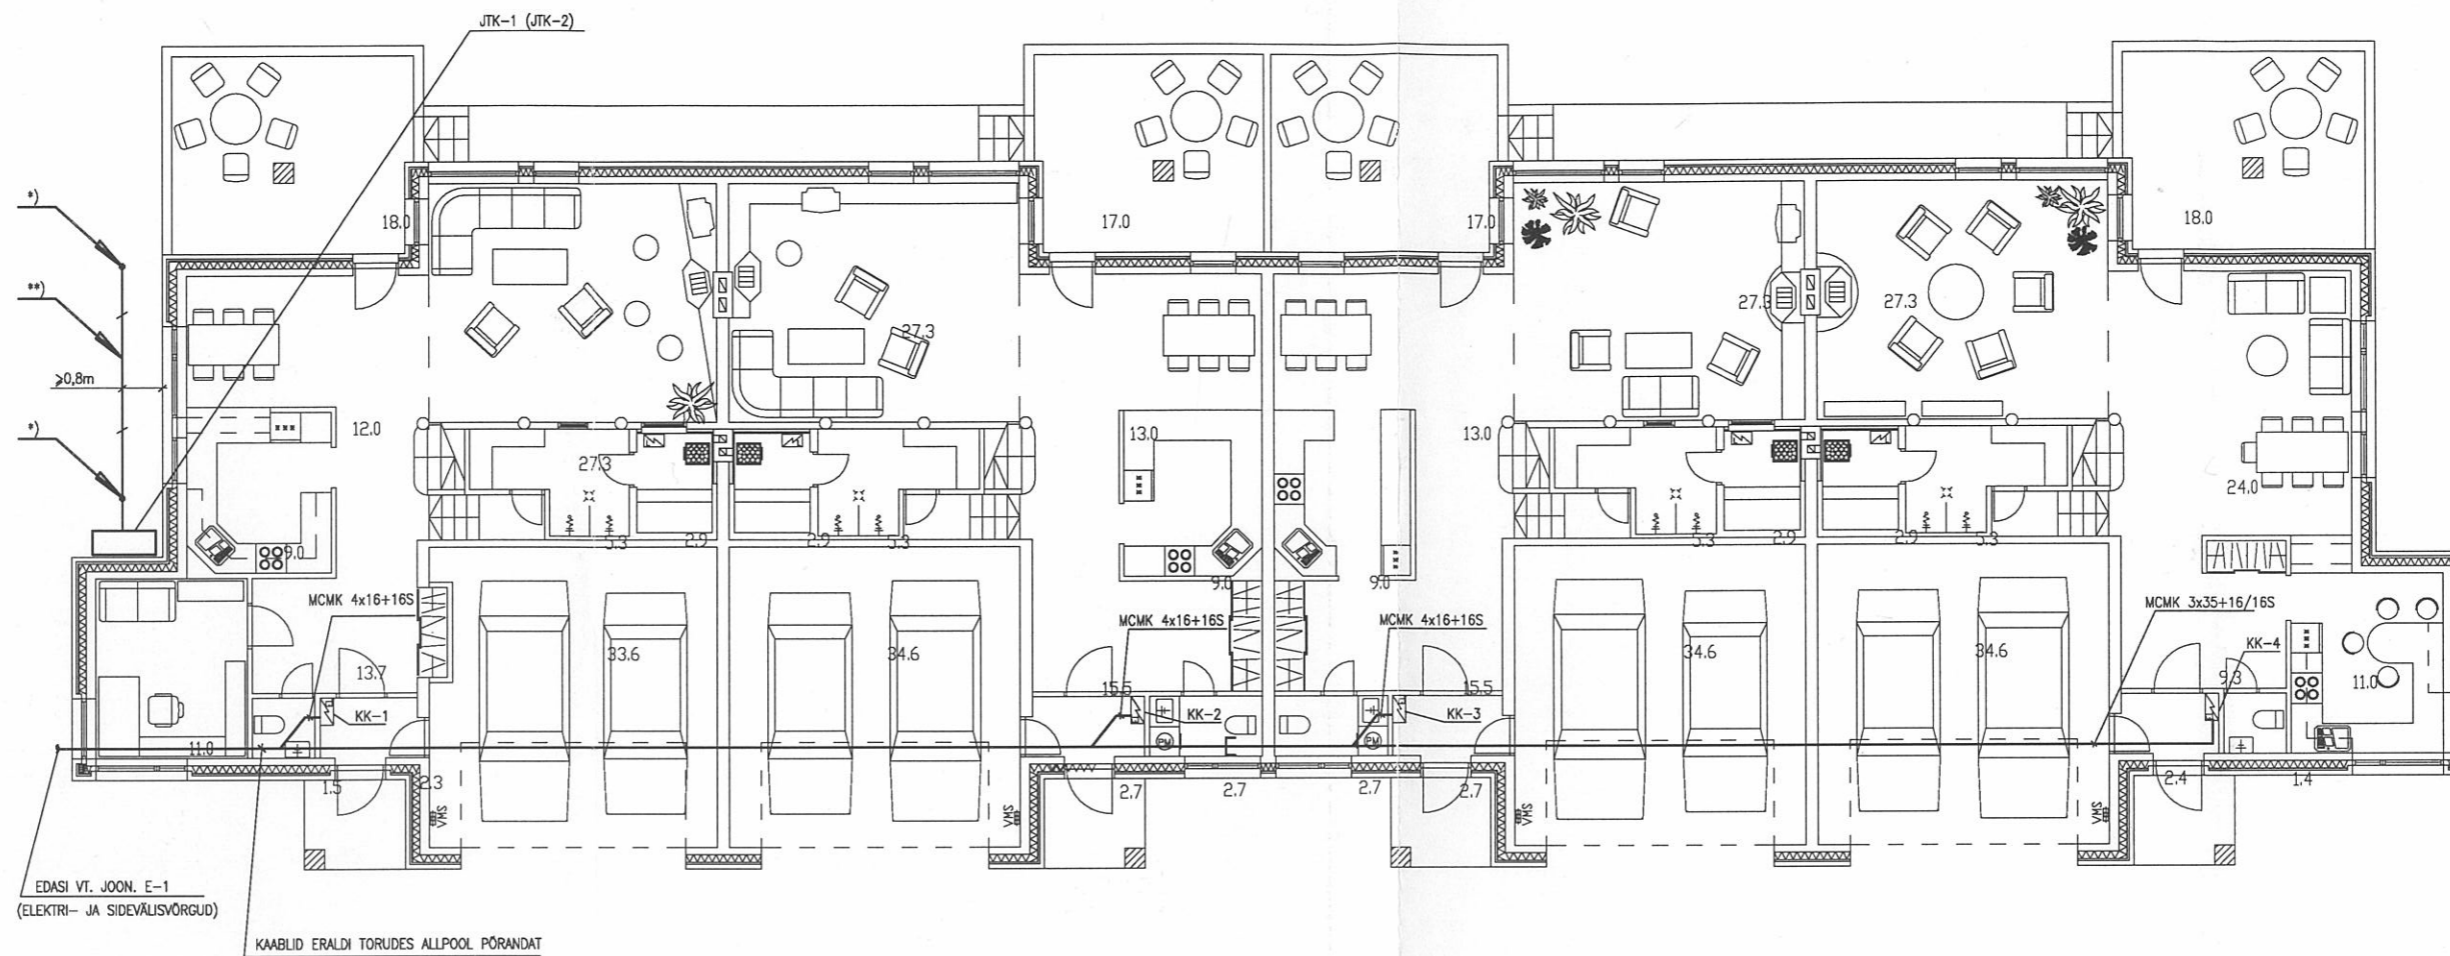 JTK-1 (JTK-2)
*)
18.0
17.0
17.0
18.0
**)
27.3
27.3
27.3
≥0,8m
*)
12.0
13.0
13.0
27.3
24.0
9.0
5.3
2.9
2.9
5.3
5.3
2.9
2.9
5.3
9.0
9.0
MCMK 4x16+16S
MCMK 4x16+16S
MCMK 4x16+16S
MCMK 3x35+16/16S
33.6
34.6
34.6
34.6
KK-4
13.7
15.5
15.5
9.3
11.0
KK-1
KK-2
KK-3
PM
PM
11.0
1.5
2.3
2.7
2.7
2.7
2.7
2.4
1.4
VMS
VMS
VMS
VMS
EDASI VT. JOON. E-1
(ELEKTRI- JA SIDEVÄLISVÕRGUD)
KAABLID ERALDI TORUDES ALLPOOL PÕRANDAT